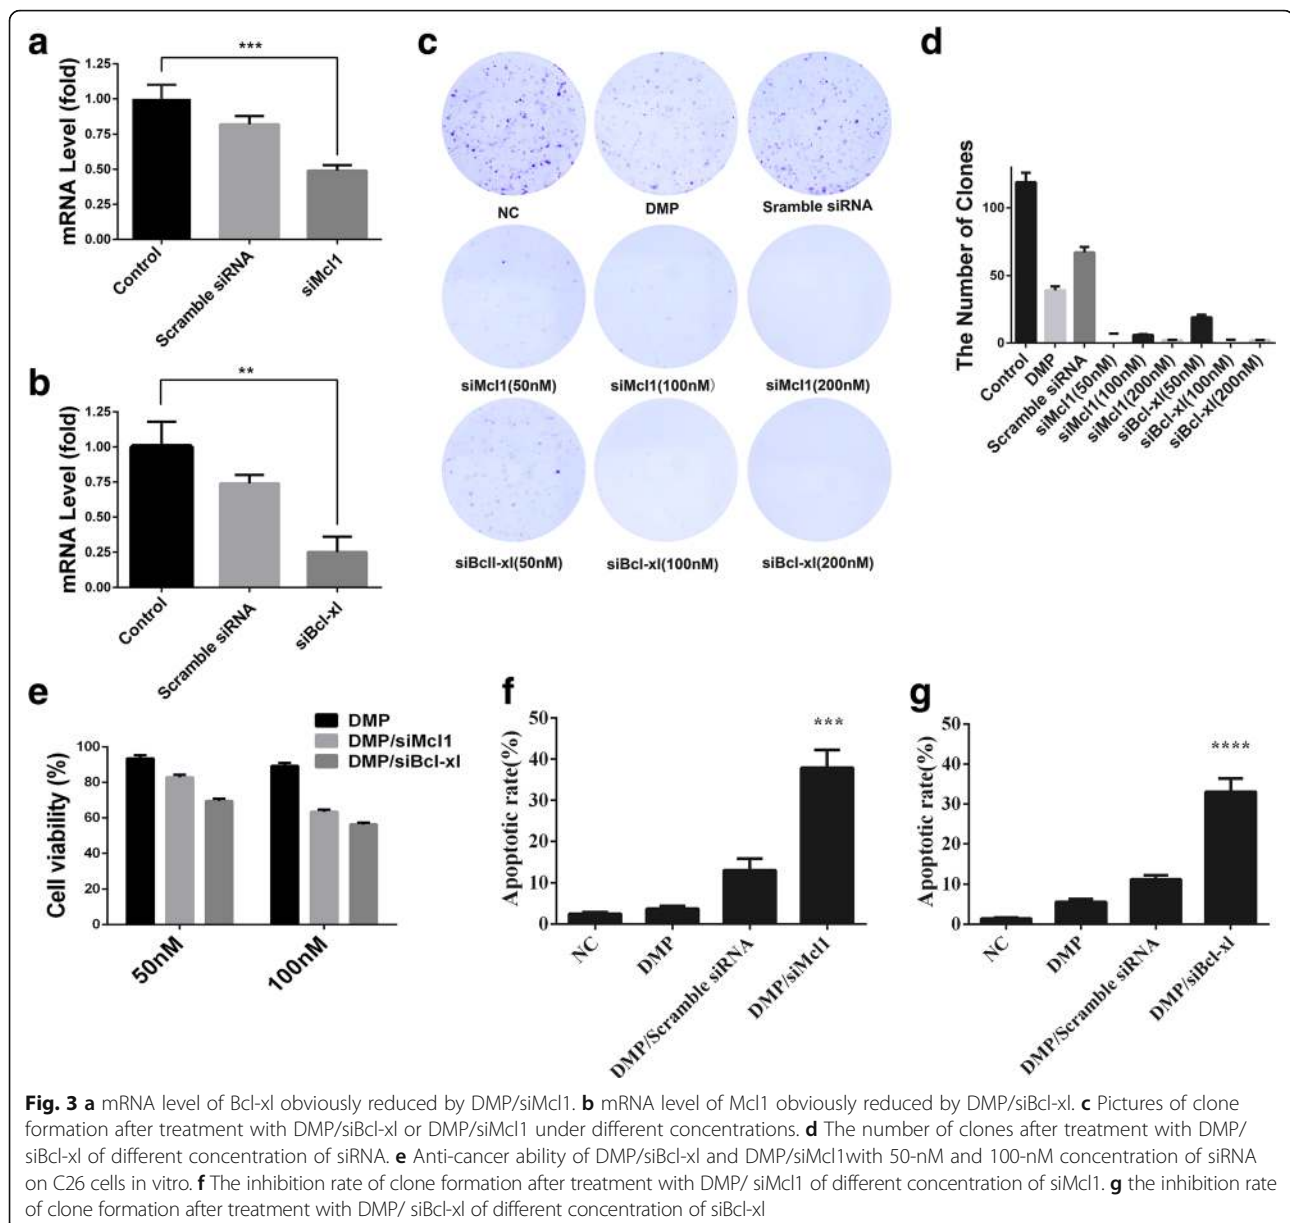 a
***
mRNA Level (fold)
1.25
1.00
0.75
0.50
0.25
0.00
Control
Scramble siRNA
siMcl1
b
**
mRNA Level (fold)
1.25
1.00
0.75
0.50
0.25
0.00
Control
Scramble siRNA
siBcl-xl
c
NC
DMP
Sramble siRNA
siMcl1(50nM)
siMcl1(100nM)
siMcl1(200nM)
siBcll-xl(50nM)
siBcl-xl(100nM)
siBcl-xl(200nM)
d
The Number of Clones
100
50
0
Control
DMP
Scramble siRNA
siMcl1(50nM)
siMcl1(100nM)
siMcl1(200nM)
siBcl-xl(50nM)
siBcl-xl(100nM)
siBcl-xl(200nM)
e
DMP
DMP/siMcl1
DMP/siBcl-xl
Cell viability (%)
100
80
60
40
20
0
50nM
100nM
f
***
Apoptotic rate(%)
50
40
30
20
10
0
NC
DMP
DMP/Scramble siRNA
DMP/siMcl1
g
****
Apoptotic rate(%)
50
40
30
20
10
0
NC
DMP
DMP/Scramble siRNA
DMP/siBcl-xl
Fig. 3 a mRNA level of Bcl-xl obviously reduced by DMP/siMcl1. b mRNA level of Mcl1 obviously reduced by DMP/siBcl-xl. c Pictures of clone
formation after treatment with DMP/siBcl-xl or DMP/siMcl1 under different concentrations. d The number of clones after treatment with DMP/
siBcl-xl of different concentration of siRNA. e Anti-cancer ability of DMP/siBcl-xl and DMP/siMcl1with 50-nM and 100-nM concentration of siRNA
on C26 cells in vitro. f The inhibition rate of clone formation after treatment with DMP/ siMcl1 of different concentration of siMcl1. g the inhibition rate
of clone formation after treatment with DMP/ siBcl-xl of different concentration of siBcl-xl